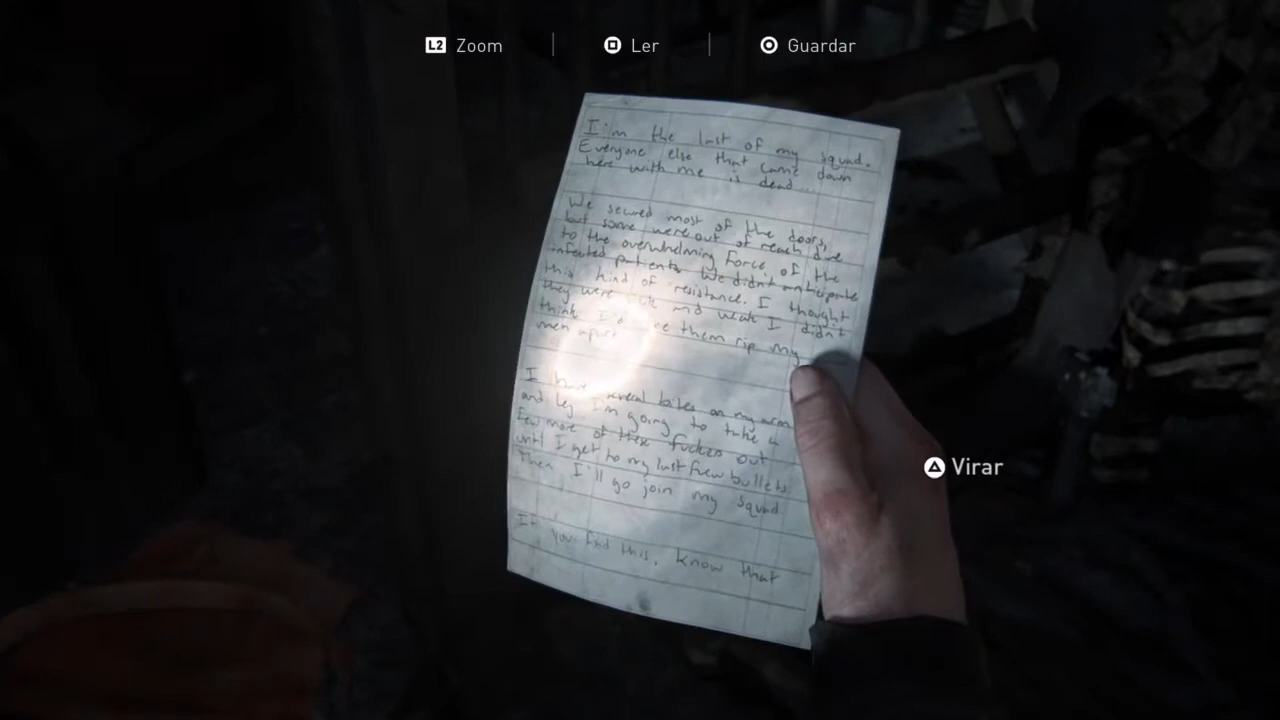 L2 Zoom
Ler
Guardar
I'm the last of my squad.
Everyone else that came down
here with me is dead...
We secured most of the doors,
but some were out of reach due
to the overwhelming force of the
infected patients. We didn't anticipate
this kind of resistance. I thought
they were and weak I didn't
think them rip my
men apart
I have several bites on my arm
and leg I'm going to take a
few more of these fuckers out
until I get to my last few bullets.
Then I'll go join my squad.
If you find this, know that
Virar